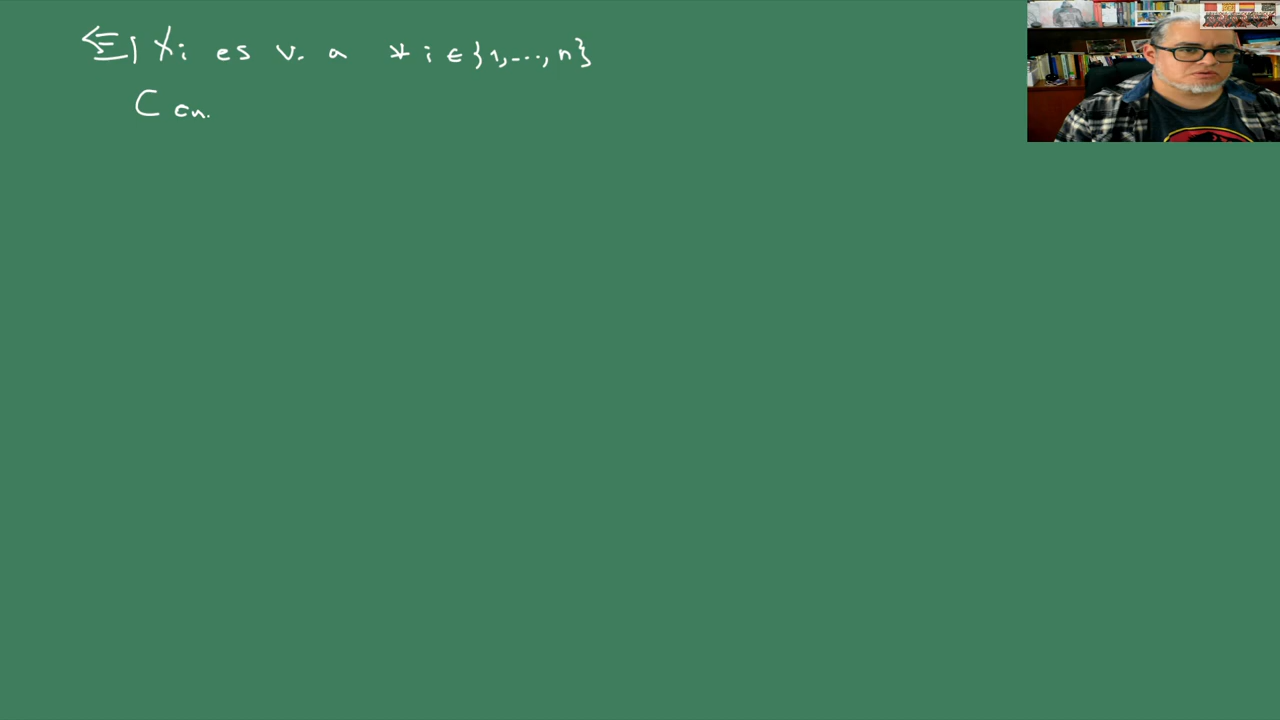 ⇐| Xi es v. a ∀ i ∈ {1,...,n}
C en.